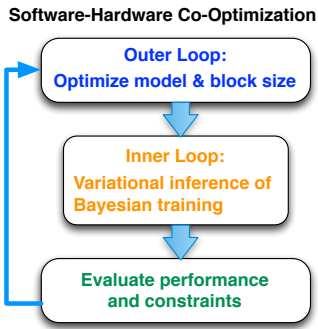 Software-Hardware Co-Optimization
Outer Loop:
Optimize model & block size
Inner Loop:
Variational inference of
Bayesian training
Evaluate performance
and constraints